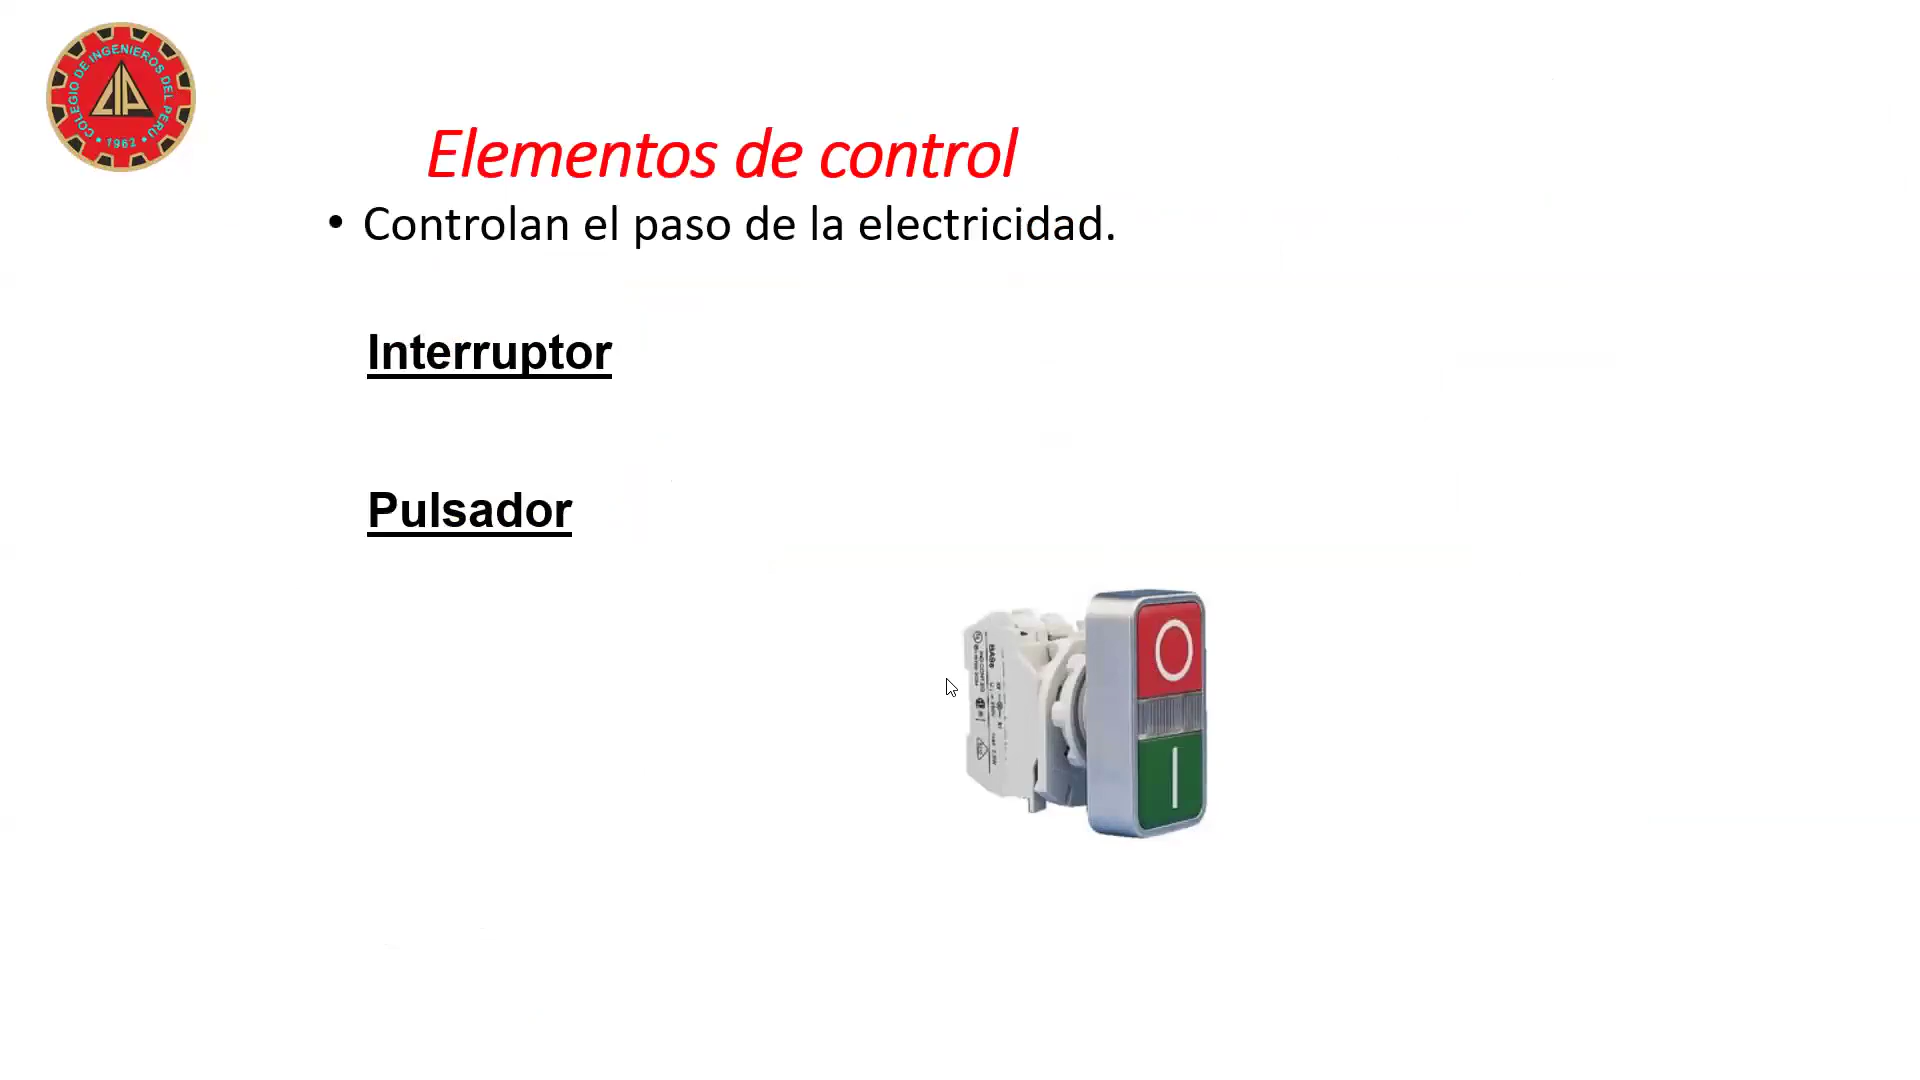 COLEGIO DE INGENIEROS DEL PERU
1962
CIP
Elementos de control
• Controlan el paso de la electricidad.
Interruptor
Pulsador